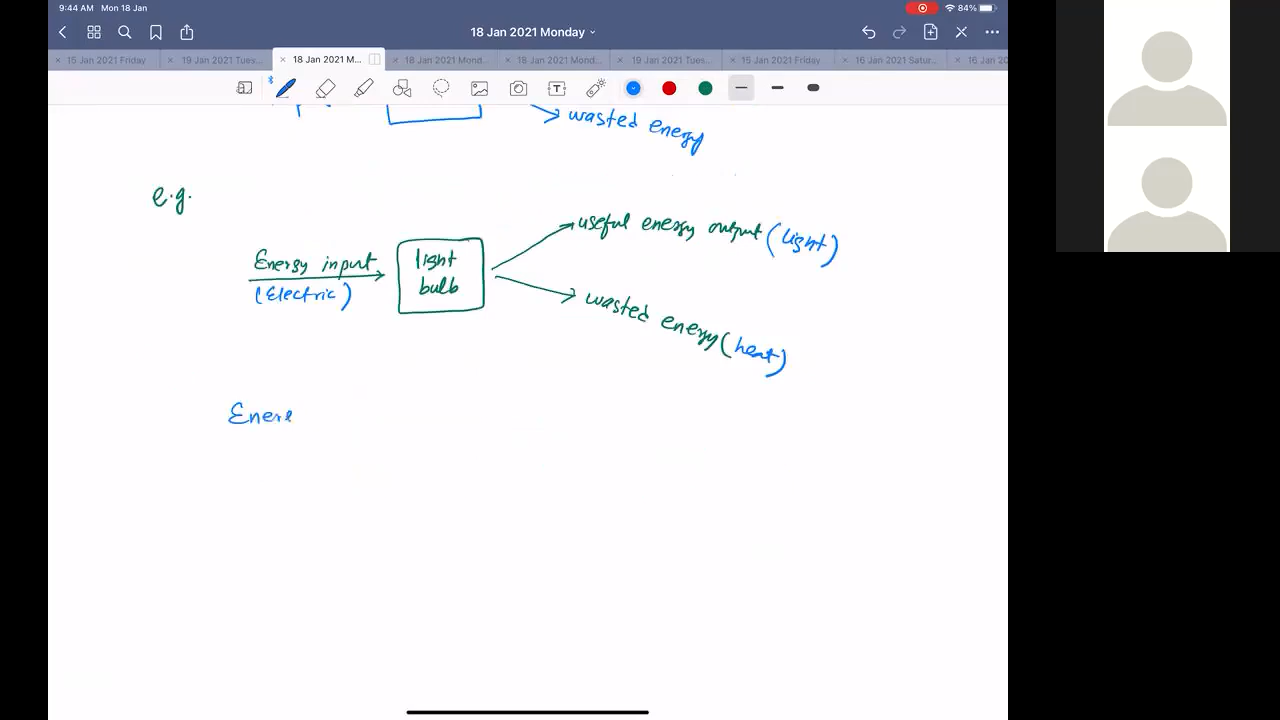 9:44 AM Mon 18 Jan
84%
18 Jan 2021 Monday
15 Jan 2021 Friday
19 Jan 2021 Tues...
18 Jan 2021 M...
18 Jan 2021 Mond...
18 Jan 2021 Mond...
19 Jan 2021 Tues...
15 Jan 2021 Friday
16 Jan 2021 Satur...
16 Jan 20
wasted energy
e.g.
useful energy output (light)
Energy input
light
(Electric)
bulb
wasted energy (heat)
Ener